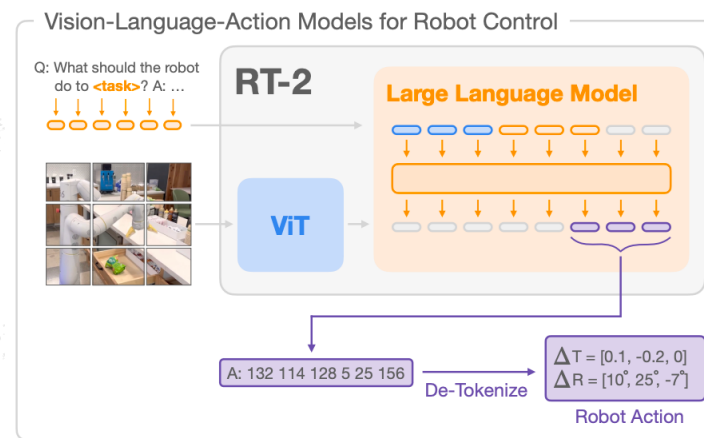 Vision-Language-Action Models for Robot Control
Q: What should the robot
do to <task>? A: ...
RT-2
Large Language Model
ViT
A: 132 114 128 5 25 156
De-Tokenize
ΔT = [0.1, -0.2, 0]
ΔR = [10°, 25°, -7°]
Robot Action